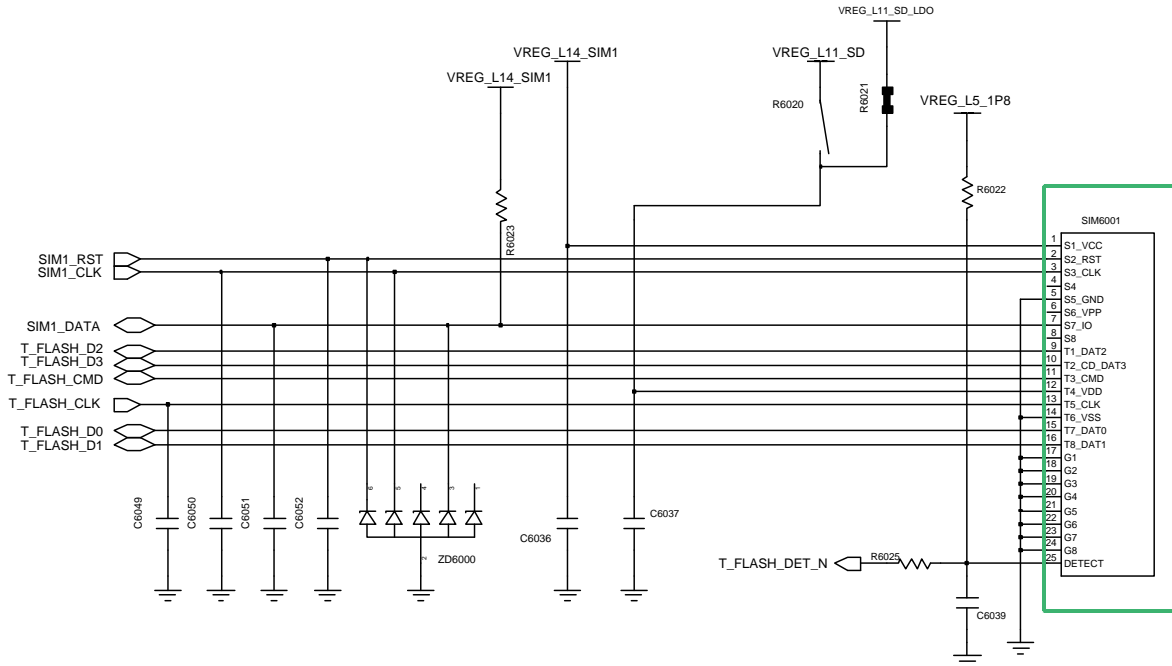 VREG_L11_SD_LDO
VREG_L14_SIM1
VREG_L11_SD
VREG_L14_SIM1
R6020
R6021
VREG_L5_1P8
R6022
R6023
SIM6001
SIM1_RST
SIM1_CLK
SIM1_DATA
T_FLASH_D2
T_FLASH_D3
T_FLASH_CMD
T_FLASH_CLK
T_FLASH_D0
T_FLASH_D1
1 S1_VCC
2 S2_RST
3 S3_CLK
4 S4
5 S5_GND
6 S6_VPP
7 S7_IO
8 S8
9 T1_DAT2
10 T2_CD_DAT3
11 T3_CMD
12 T4_VDD
13 T5_CLK
14 T6_VSS
15 T7_DAT0
16 T8_DAT1
17 G1
18 G2
19 G3
20 G4
21 G5
22 G6
23 G7
24 G8
25 DETECT
C6049
C6050
C6051
C6052
6
5
4
3
1
2
ZD6000
C6036
C6037
T_FLASH_DET_N
R6025
C6039